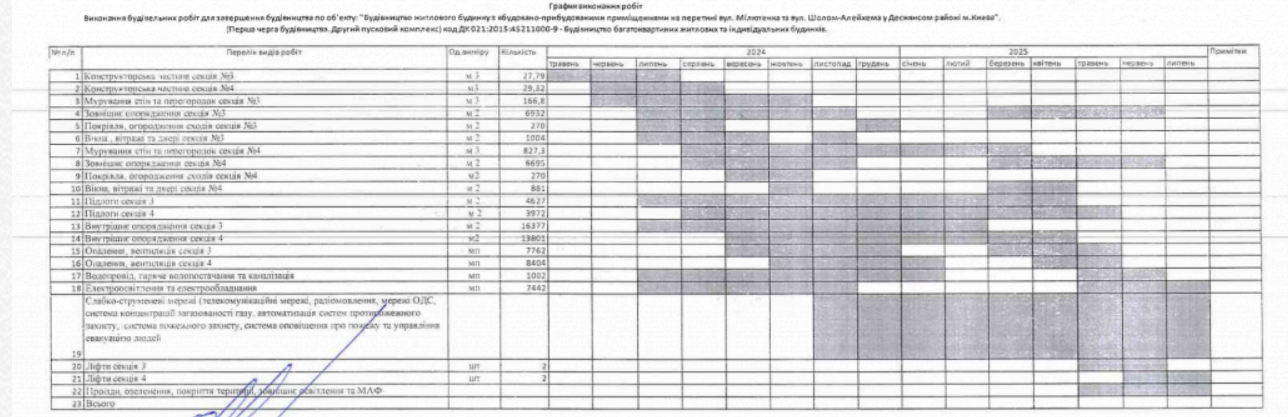 Графiк виконання робiт
Виконання будівельних робіт для завершення будівництва по об'єкту: "Будівництво житлового будинку з вбудовано-прибудованими приміщеннями на перетині вул. Мілютенка та вул. Шолом-Алейхема у Деснянсом районі м.Києва".
(Перша черга будівництва. Другий пусковий комплекс) код ДК 021:2015:45211000-9 - Будівництво багатоквартирних житлових та індивідуальних будинків.
№ п/п Перелік видів робіт Од.виміру Кількість 2024 2025 Примітки
травень червень липень серпень вересень жовтень листопад грудень січень лютий березень квітень травень червень липень
1 Конструкторська частина секція №3 м 3 27,79
2 Конструкторська частина секція №4 м3 29,32
3 Мурування стін та перегородок секція №3 м 3 166,8
4 Зовнішнє опорядження секція №3 м 2 6932
5 Покрівля, огородження сходів секція №3 м 2 270
6 Вікна , вітражі та двері секція №3 м 2 1004
7 Мурування стін та перегородок секція №4 м 3 827,3
8 Зовнішнє опорядження секція №4 м 2 6695
9 Покрівля, огородження сходів секція №4 м2 270
10 Вікна, вітражі та двері секція №4 м 2 881
11 Підлоги секція 3 м 2 4627
12 Підлоги секція 4 м 2 3972
13 Внутрішнє опорядження секція 3 м 2 16377
14 Внутрішнє опорядження секція 4 м2 13801
15 Опалення, вентиляція секція 3 мп 7762
16 Опалення, вентиляція секція 4 мп 8404
17 Водопровід, гаряче водопостачання та каналізація мп 1002
18 Електроосвітлення та електрообладнання мп 7442
Слабко-струменеві мережі (телекомунікаційні мережі, радіомовлення, мережі ОДС,
система концентрації загазованості газу, автоматизація систем протипожежного
захисту, система пожежного захисту, система оповіщення про пожежу та управління
евакуацією людей
19
20 Ліфти секція 3 шт 2
21 Ліфти секція 4 шт 2
22 Проїзди, озеленення, покриття території, зовнішнє освітлення та МАФ
23 Всього